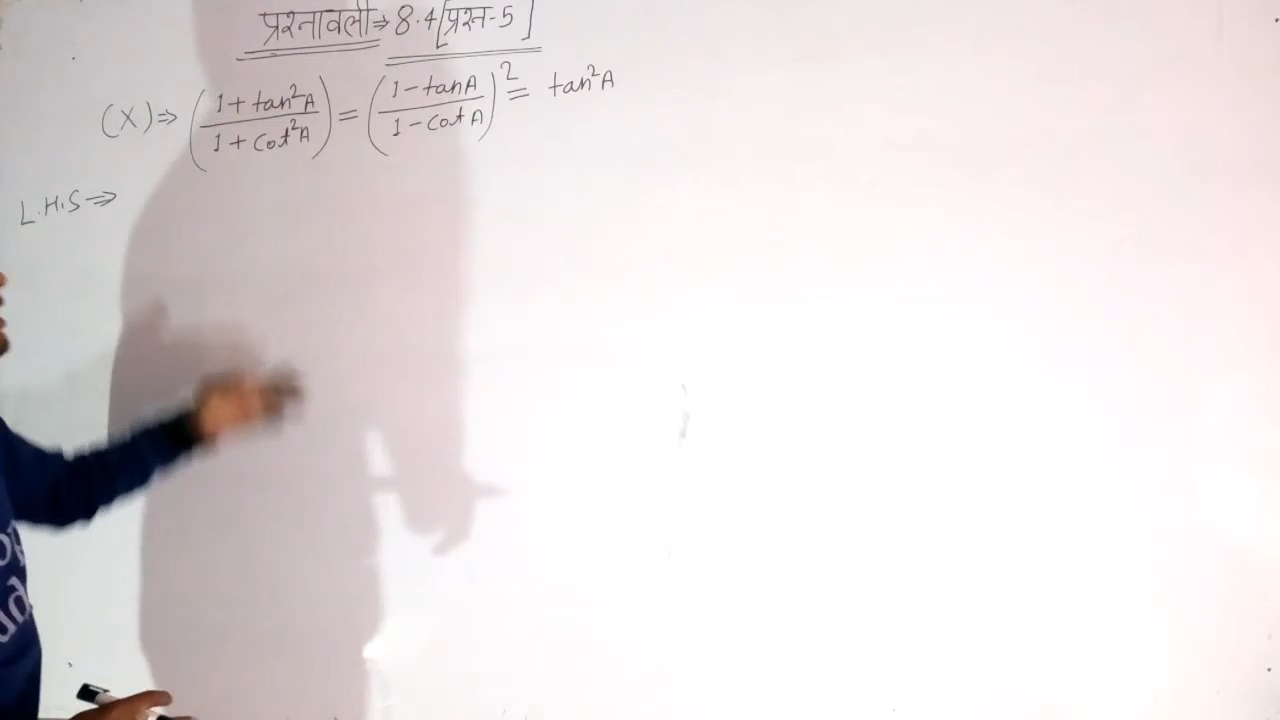 प्रश्नावली⇒ 8.4[प्रश्न-5]
(X)⇒ (1+tan²A / 1+cot²A) = (1-tanA / 1-cotA)² = tan²A
L.H.S⇒